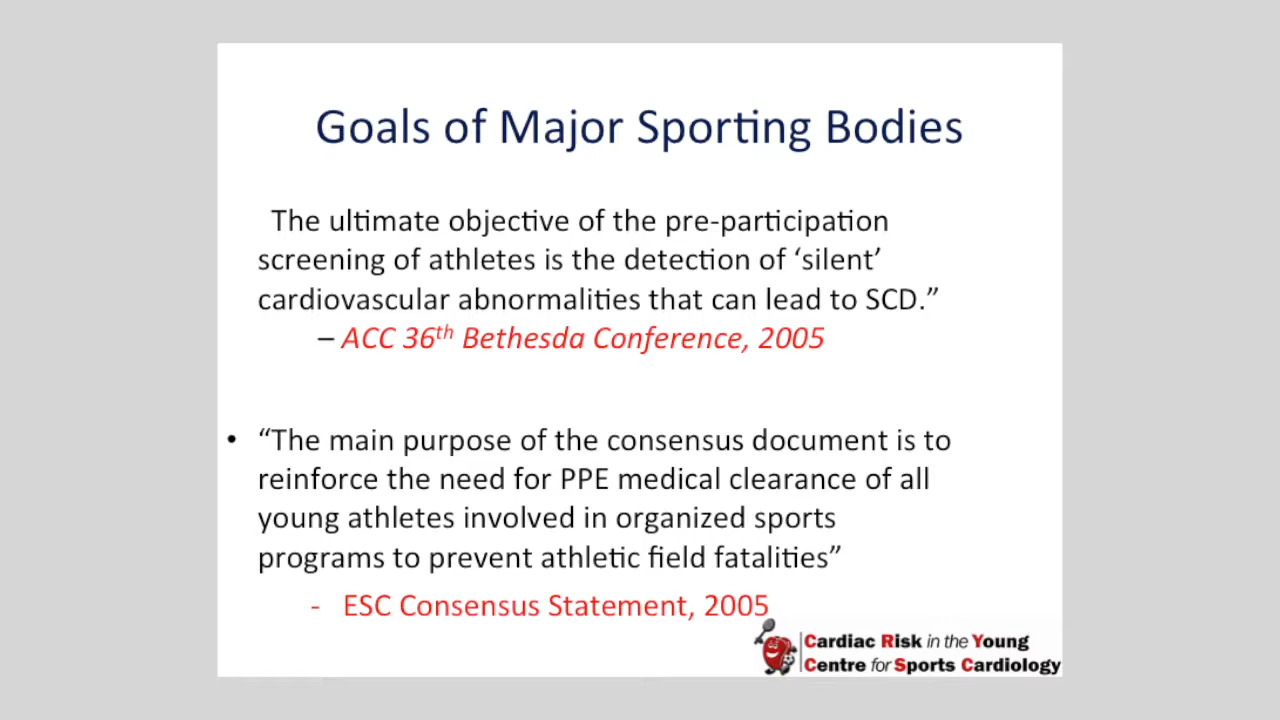 Goals of Major Sporting Bodies
The ultimate objective of the pre-participation
screening of athletes is the detection of ‘silent’
cardiovascular abnormalities that can lead to SCD.”
– ACC 36th Bethesda Conference, 2005
• “The main purpose of the consensus document is to
reinforce the need for PPE medical clearance of all
young athletes involved in organized sports
programs to prevent athletic field fatalities”
- ESC Consensus Statement, 2005
Cardiac Risk in the Young
Centre for Sports Cardiology